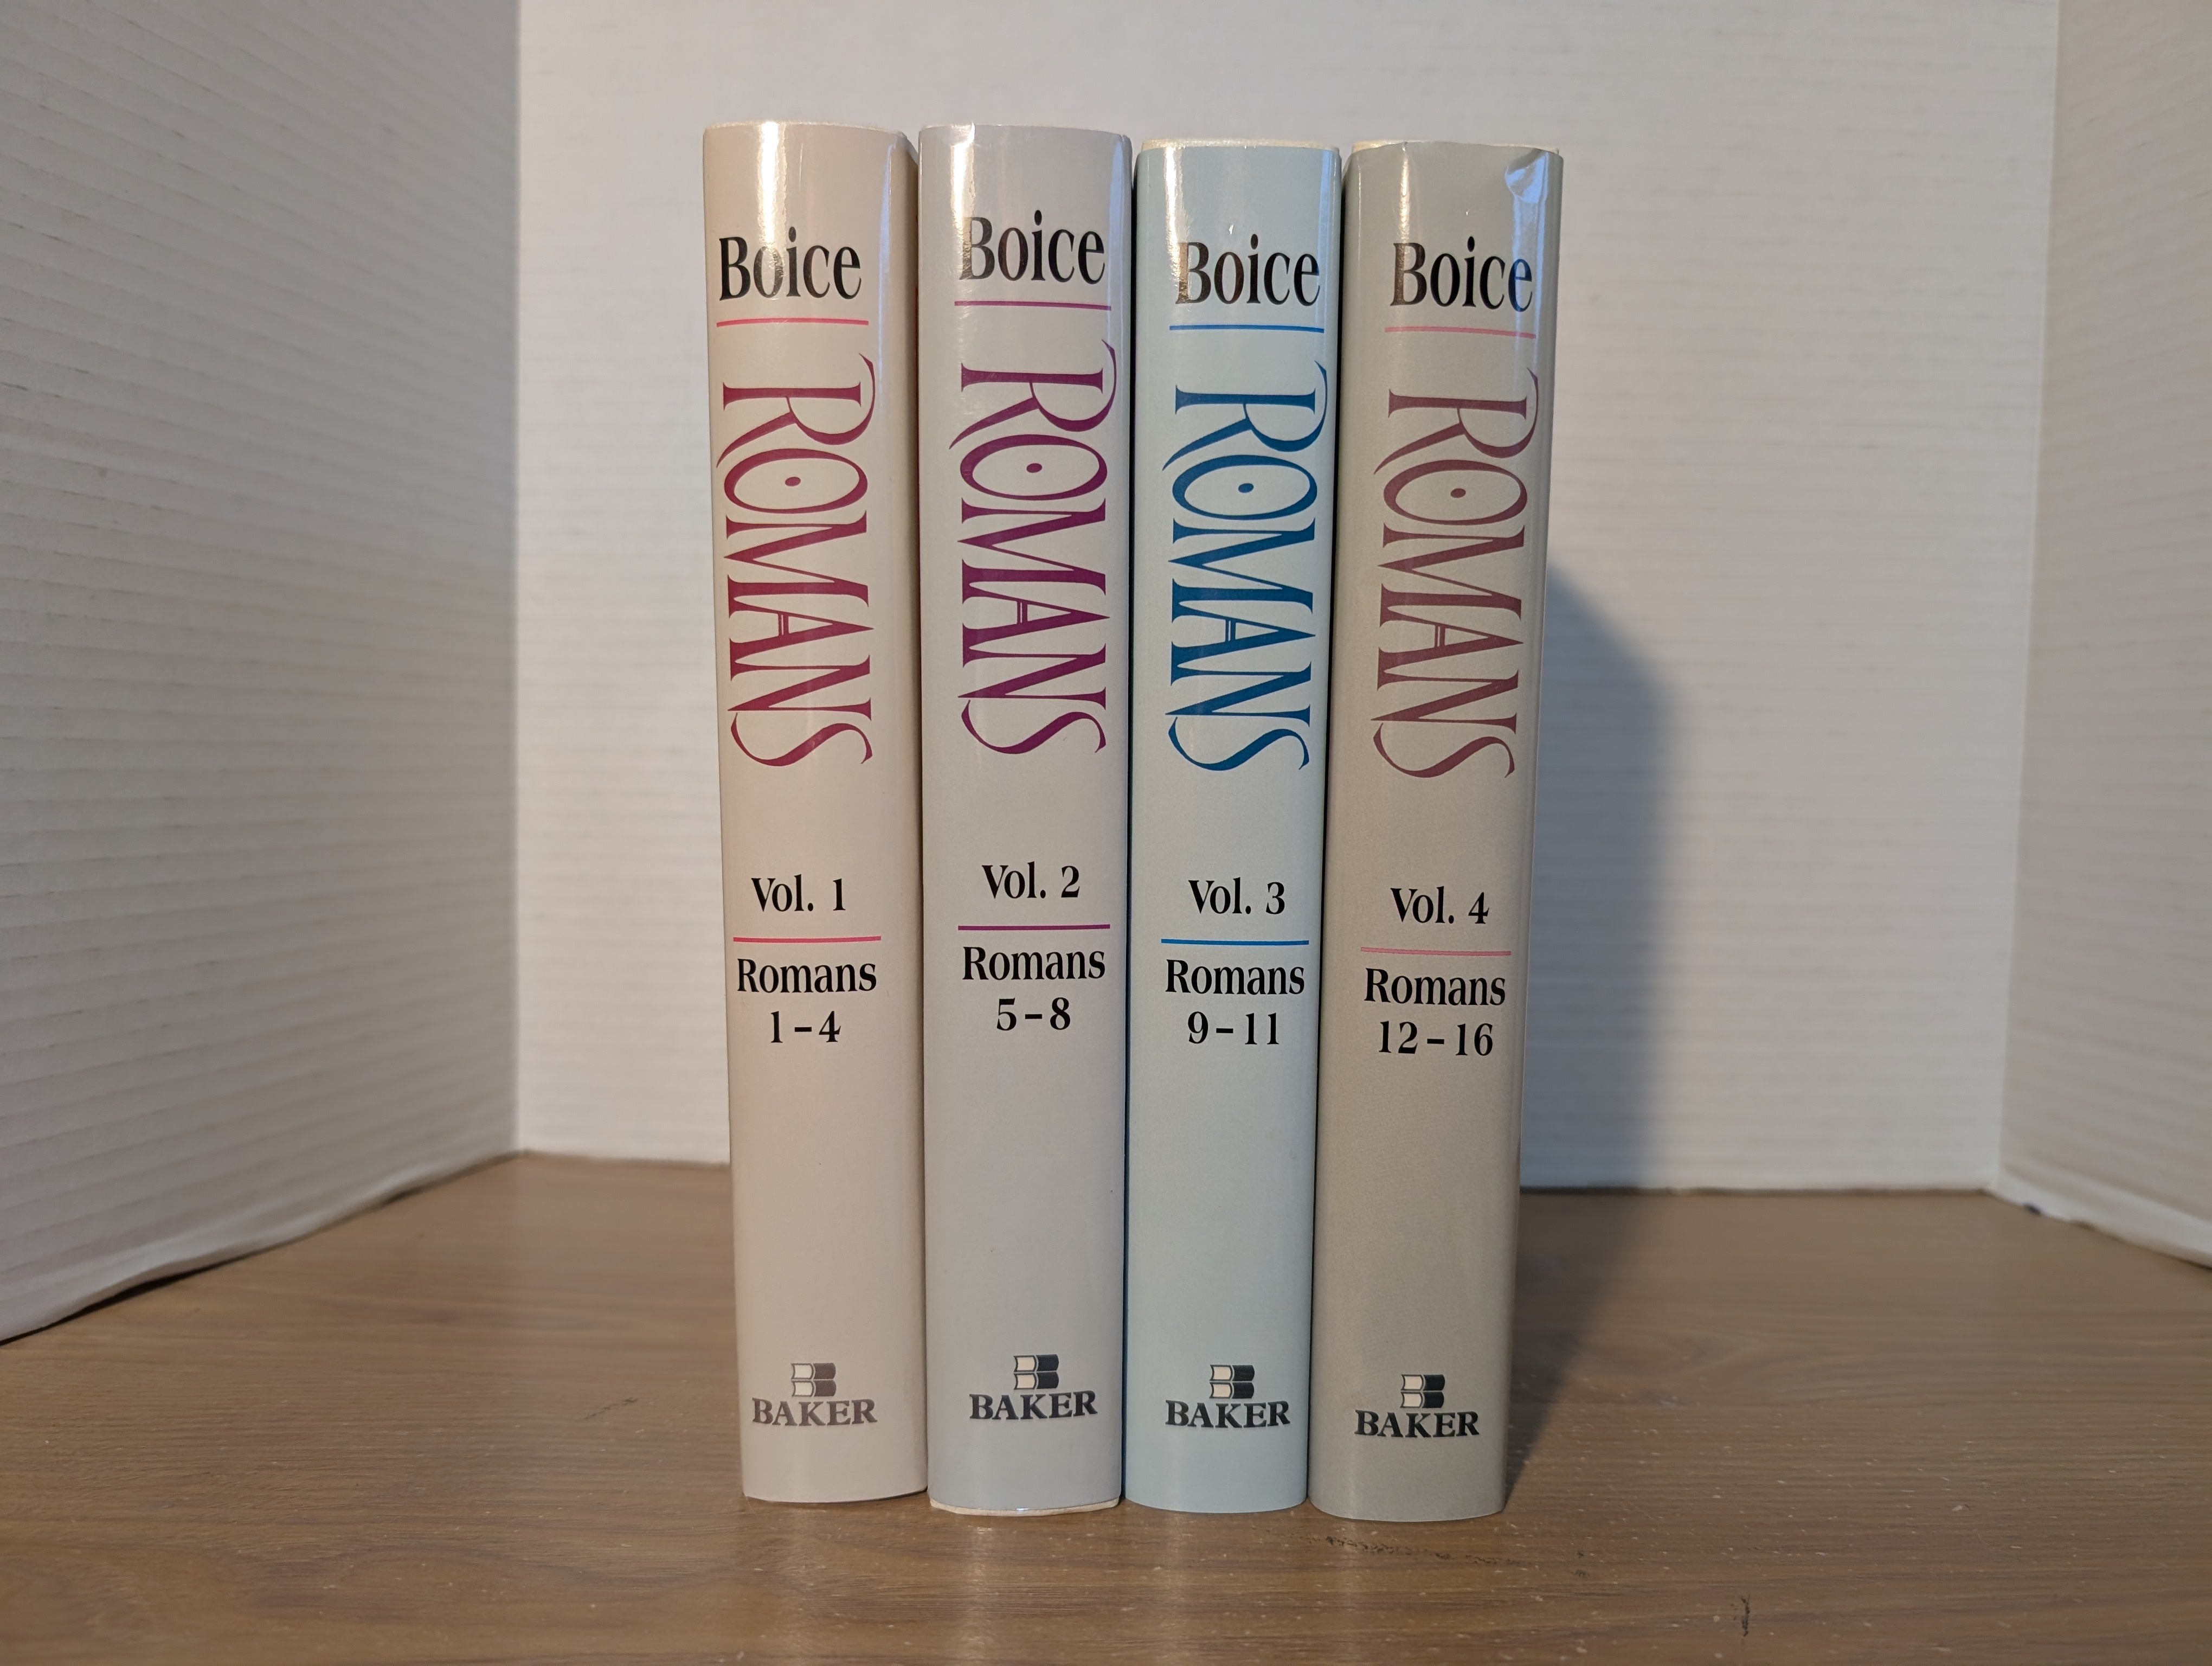 Boice
ROMANS
Vol. 1
Romans
1–4
BAKER
Boice
ROMANS
Vol. 2
Romans
5–8
BAKER
Boice
ROMANS
Vol. 3
Romans
9–11
BAKER
Boice
ROMANS
Vol. 4
Romans
12–16
BAKER